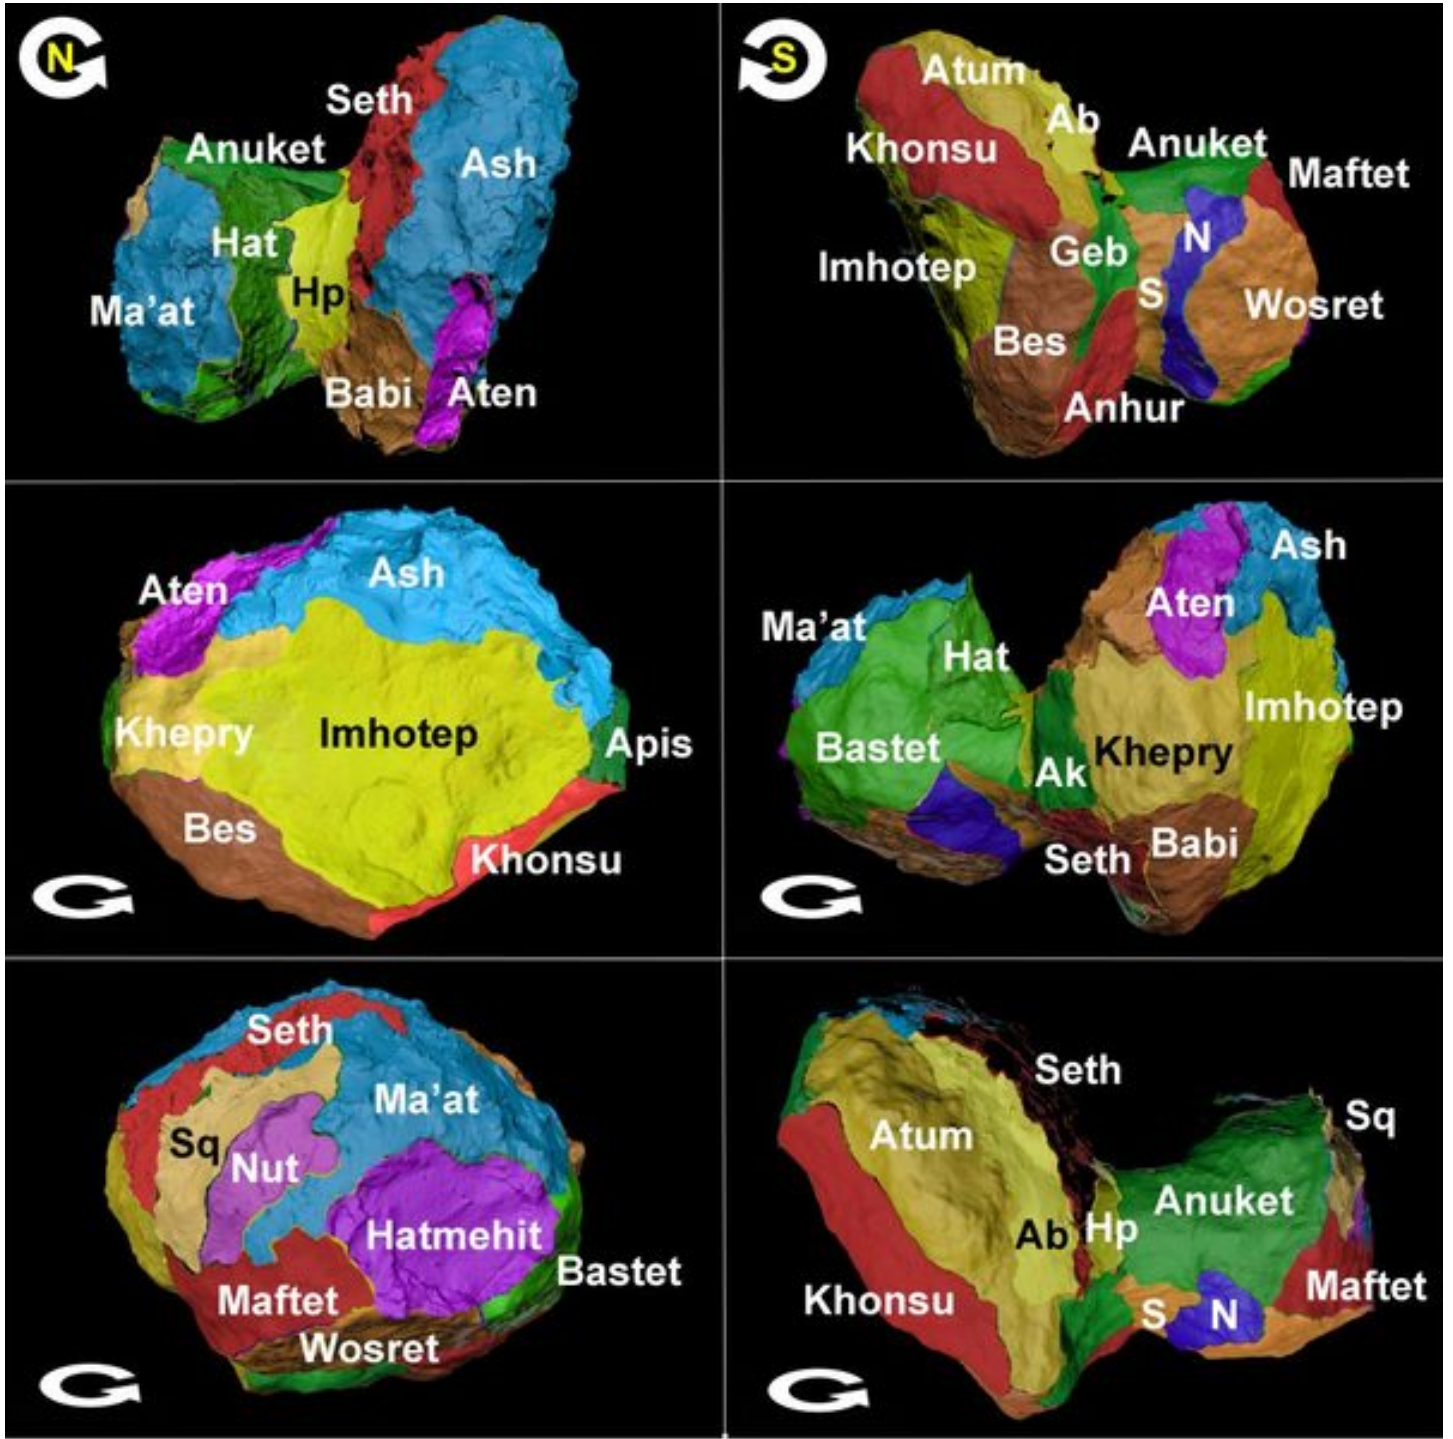 N
Seth
Anuket
Ash
Hat
Hp
Ma'at
Babi
Aten
S
Atum
Ab
Khonsu
Anuket
Maftet
Geb
N
Imhotep
S
Wosret
Bes
Anhur
Aten
Ash
Khepry
Imhotep
Apis
Bes
Khonsu
Ash
Ma'at
Aten
Hat
Imhotep
Bastet
Ak
Khepry
Seth
Babi
Seth
Ma'at
Sq
Nut
Hatmehit
Bastet
Maftet
Wosret
Seth
Sq
Atum
Anuket
Ab
Hp
Khonsu
Maftet
S
N